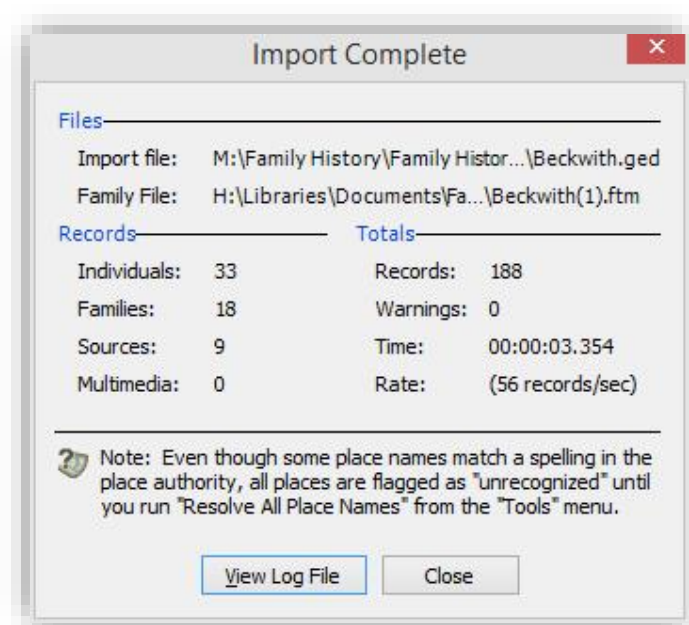 Import Complete
Files
Import file: M:\Family History\Family Histor...\Beckwith.ged
Family File: H:\Libraries\Documents\Fa...\Beckwith(1).ftm
Records Totals
Individuals: 33 Records: 188
Families: 18 Warnings: 0
Sources: 9 Time: 00:00:03.354
Multimedia: 0 Rate: (56 records/sec)
Note: Even though some place names match a spelling in the
place authority, all places are flagged as "unrecognized" until
you run "Resolve All Place Names" from the "Tools" menu.
View Log File Close